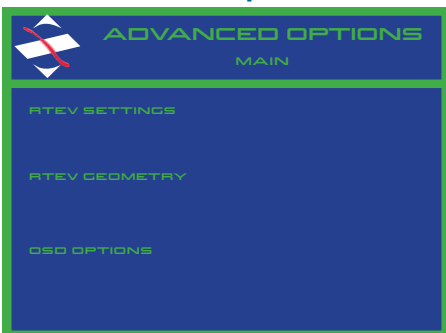 ADVANCED OPTIONS
MAIN
RTEV SETTINGS
RTEV GEOMETRY
OSD OPTIONS